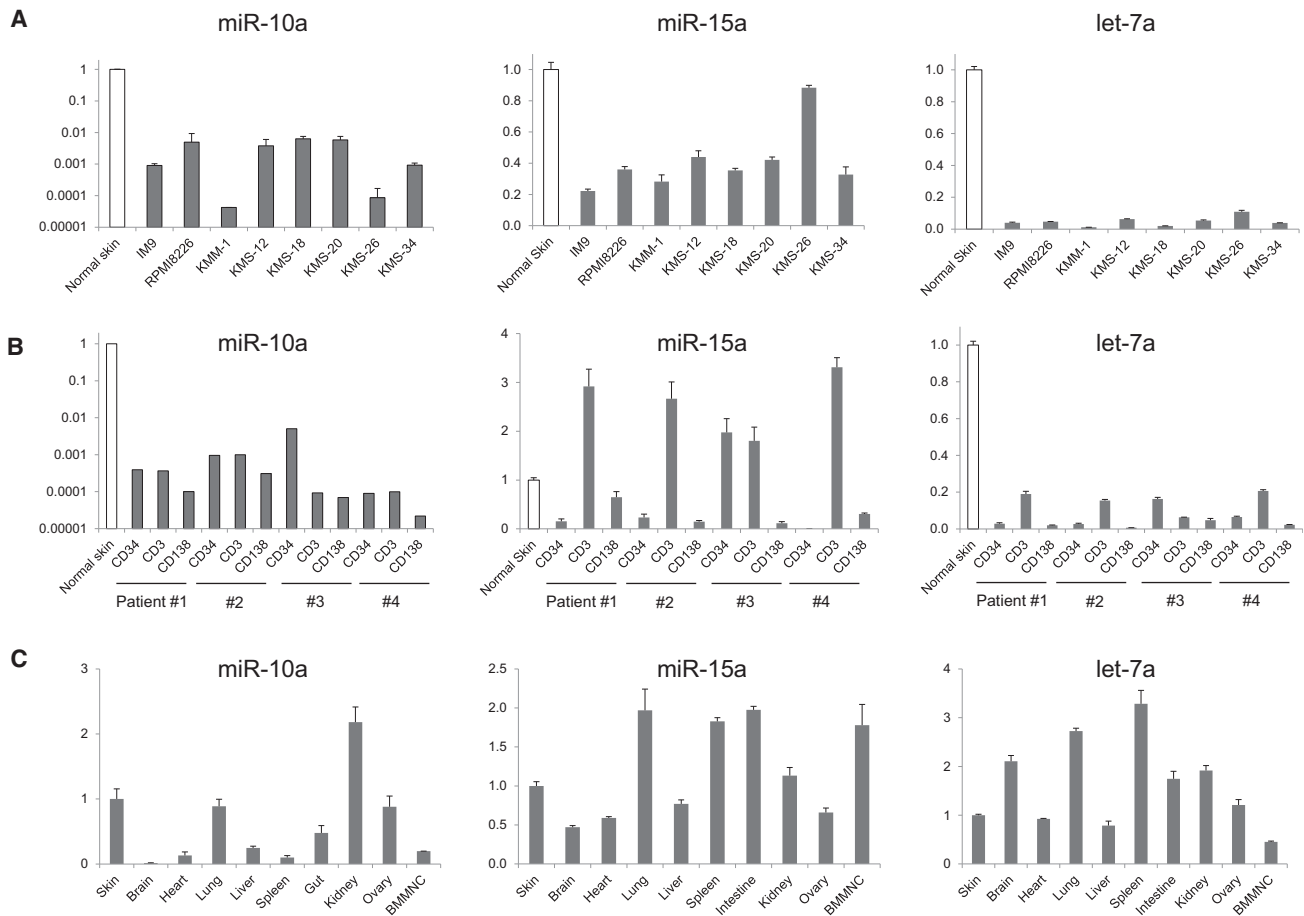 A
miR-10a
miR-15a
let-7a
1
0.1
0.01
0.001
0.0001
0.00001
Normal Skin
IM9
RPMI8226
KMM-1
KMS-12
KMS-18
KMS-20
KMS-26
KMS-34
1.0
0.8
0.6
0.4
0.2
0.0
Normal Skin
IM9
RPMI8226
KMM-1
KMS-12
KMS-18
KMS-20
KMS-26
KMS-34
1.0
0.8
0.6
0.4
0.2
0.0
Normal Skin
IM9
RPMI8226
KMM-1
KMS-12
KMS-18
KMS-20
KMS-26
KMS-34
B
miR-10a
miR-15a
let-7a
1
0.1
0.01
0.001
0.0001
0.00001
Normal skin
CD34
CD3
CD138
CD34
CD3
CD138
CD34
CD3
CD138
CD34
CD3
CD138
Patient #1
#2
#3
#4
4
3
2
1
0
Normal skin
CD34
CD3
CD138
CD34
CD3
CD138
CD34
CD3
CD138
CD34
CD3
CD138
Patient #1
#2
#3
#4
1.0
0.8
0.6
0.4
0.2
0.0
Normal skin
CD34
CD3
CD138
CD34
CD3
CD138
CD34
CD3
CD138
CD34
CD3
CD138
Patient #1
#2
#3
#4
C
miR-10a
miR-15a
let-7a
3
2
1
0
Skin
Brain
Heart
Lung
Liver
Spleen
Gut
Kidney
Ovary
BMMNC
2.5
2.0
1.5
1.0
0.5
0.0
Skin
Brain
Heart
Lung
Liver
Spleen
Intestine
Kidney
Ovary
BMMNC
4
3
2
1
0
Skin
Brain
Heart
Lung
Liver
Spleen
Intestine
Kidney
Ovary
BMMNC